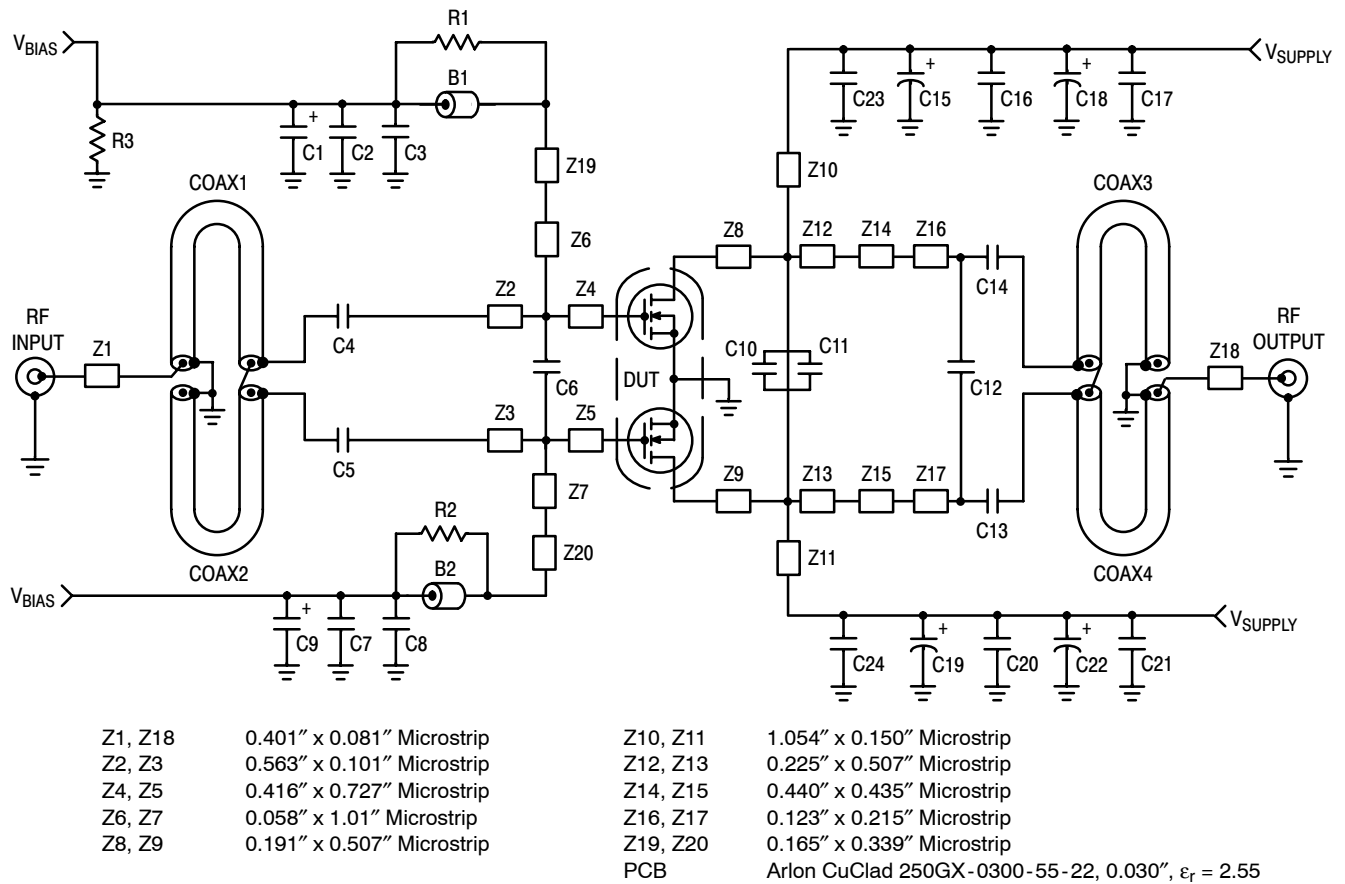 R1
V_BIAS
V_SUPPLY
B1
C23 C15 + C16 C18 + C17
R3
C1 + C2 C3
Z19
Z10
COAX1
COAX3
Z6
Z8 Z12 Z14 Z16
Z2 Z4
C14
RF
INPUT
Z1
C4
C10 C11
RF
OUTPUT
Z18
C6
DUT
C12
Z3 Z5
C5
Z9 Z13 Z15 Z17
Z7
C13
R2
Z20
Z11
COAX2
COAX4
B2
V_BIAS
V_SUPPLY
C9 + C7 C8
C24 C19 + C20 C22 + C21
Z1, Z18 0.401″ x 0.081″ Microstrip
Z2, Z3 0.563″ x 0.101″ Microstrip
Z4, Z5 0.416″ x 0.727″ Microstrip
Z6, Z7 0.058″ x 1.01″ Microstrip
Z8, Z9 0.191″ x 0.507″ Microstrip
Z10, Z11 1.054″ x 0.150″ Microstrip
Z12, Z13 0.225″ x 0.507″ Microstrip
Z14, Z15 0.440″ x 0.435″ Microstrip
Z16, Z17 0.123″ x 0.215″ Microstrip
Z19, Z20 0.165″ x 0.339″ Microstrip
PCB Arlon CuClad 250GX-0300-55-22, 0.030″, εr = 2.55